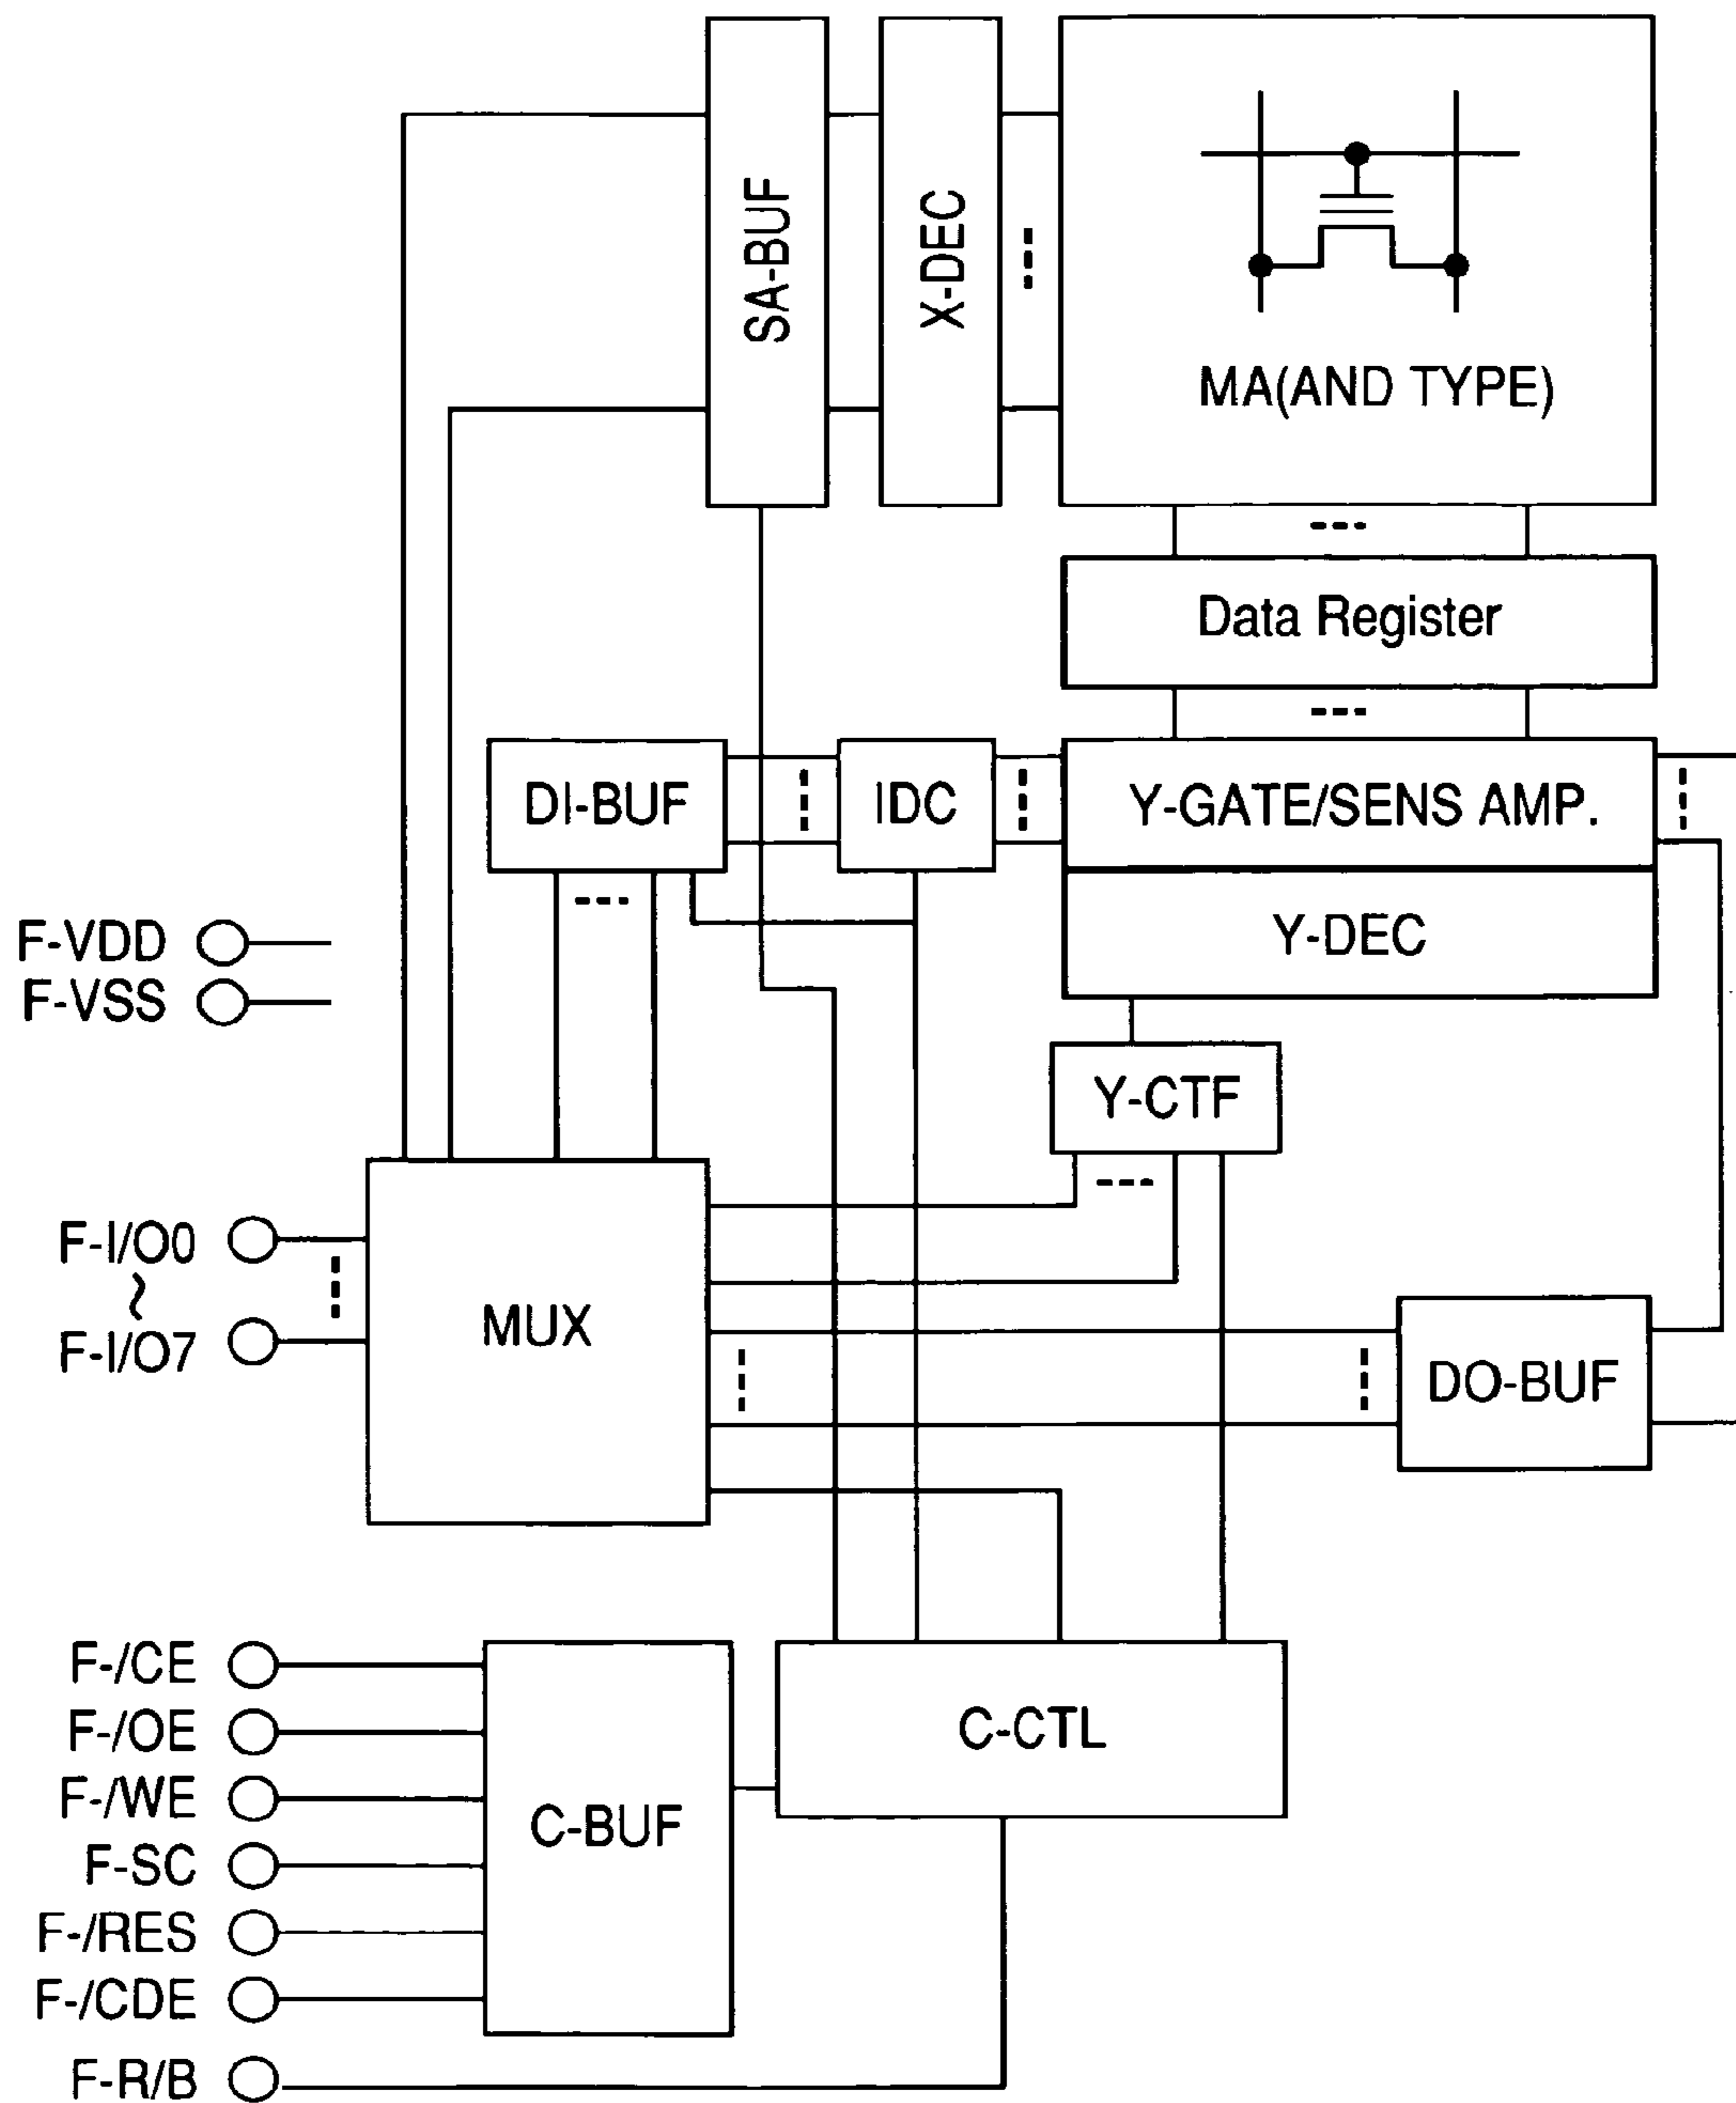 SA-BUF
X-DEC
MA(AND TYPE)
Data Register
DI-BUF
IDC
Y-GATE/SENS AMP.
Y-DEC
F-VDD
F-VSS
Y-CTF
F-I/O0
~
F-I/O7
MUX
DO-BUF
F-/CE
F-/OE
F-/WE
F-SC
F-/RES
F-/CDE
F-R/B
C-BUF
C-CTL